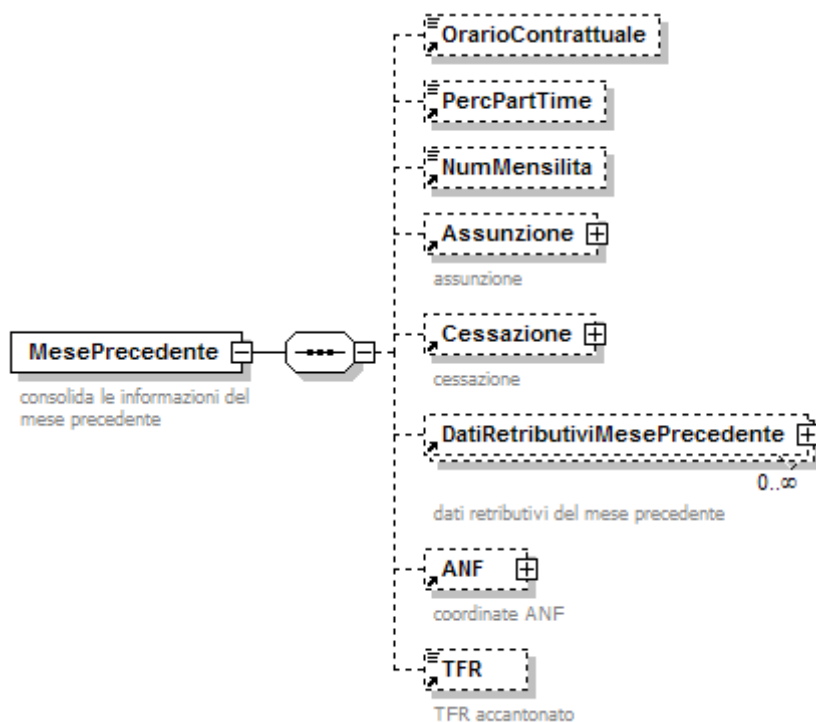 OrarioContrattuale
PercPartTime
NumMensilita
Assunzione
assunzione
Cessazione
cessazione
MesePrecedente
consolida le informazioni del
mese precedente
DatiRetributiviMesePrecedente
0..∞
dati retributivi del mese precedente
ANF
coordinate ANF
TFR
TFR accantonato